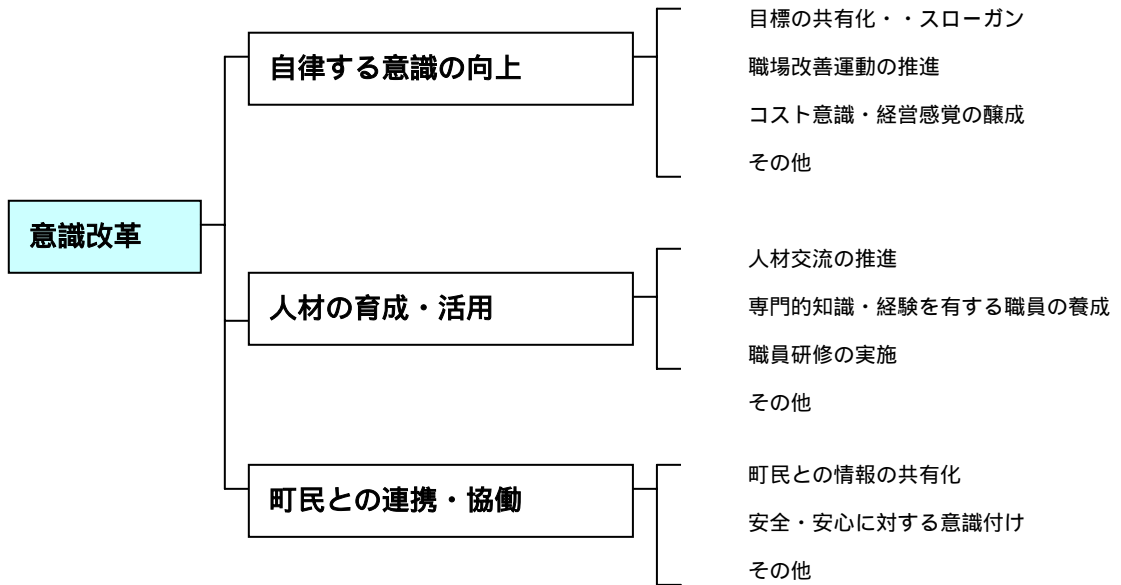 意識改革
自律する意識の向上
目標の共有化・・スローガン
職場改善運動の推進
コスト意識・経営感覚の醸成
その他
人材の育成・活用
人材交流の推進
専門的知識・経験を有する職員の養成
職員研修の実施
その他
町民との連携・協働
町民との情報の共有化
安全・安心に対する意識付け
その他